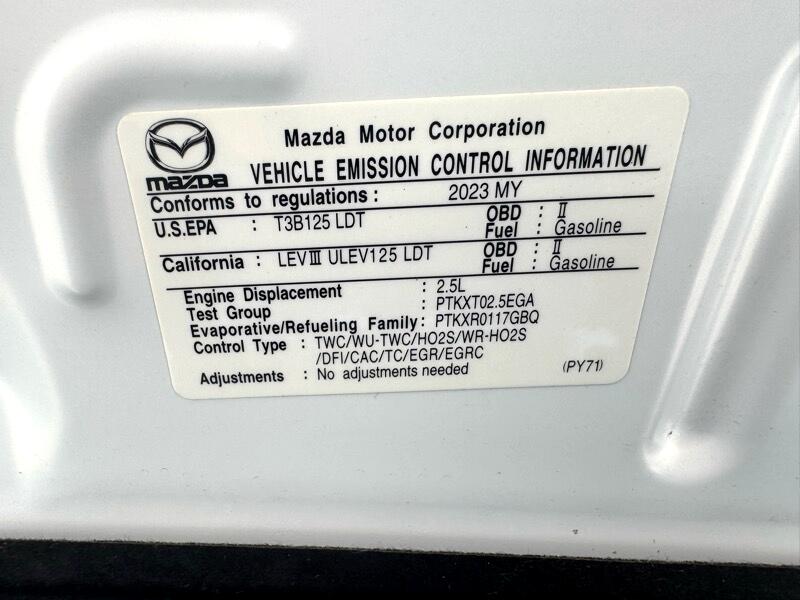 Mazda Motor Corporation
mazda VEHICLE EMISSION CONTROL INFORMATION
Conforms to regulations : 2023 MY
U.S.EPA : T3B125 LDT OBD : II
Fuel : Gasoline
California : LEVIII ULEV125 LDT OBD : II
Fuel : Gasoline
Engine Displacement : 2.5L
Test Group : PTKXT02.5EGA
Evaporative/Refueling Family : PTKXR0117GBQ
Control Type : TWC/WU-TWC/HO2S/WR-HO2S
/DFI/CAC/TC/EGR/EGRC
Adjustments : No adjustments needed (PY71)